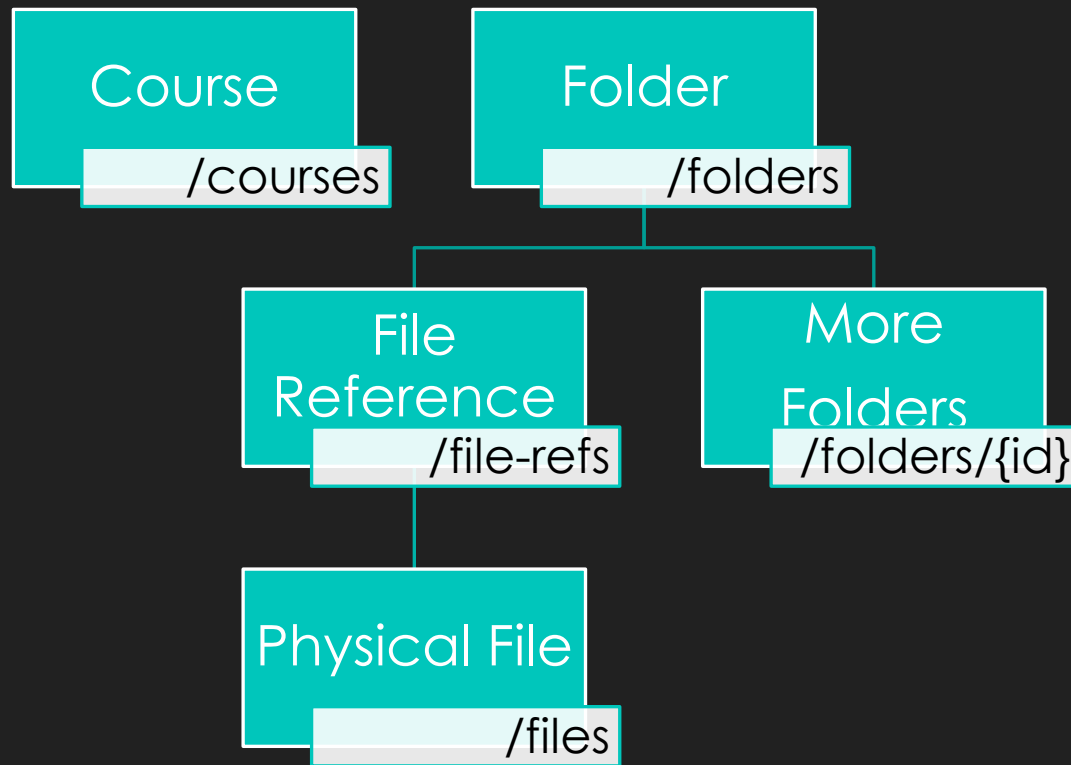 Course
/courses
Folder
/folders
File
Reference
/file-refs
More
Folders
/folders/{id}
Physical File
/files